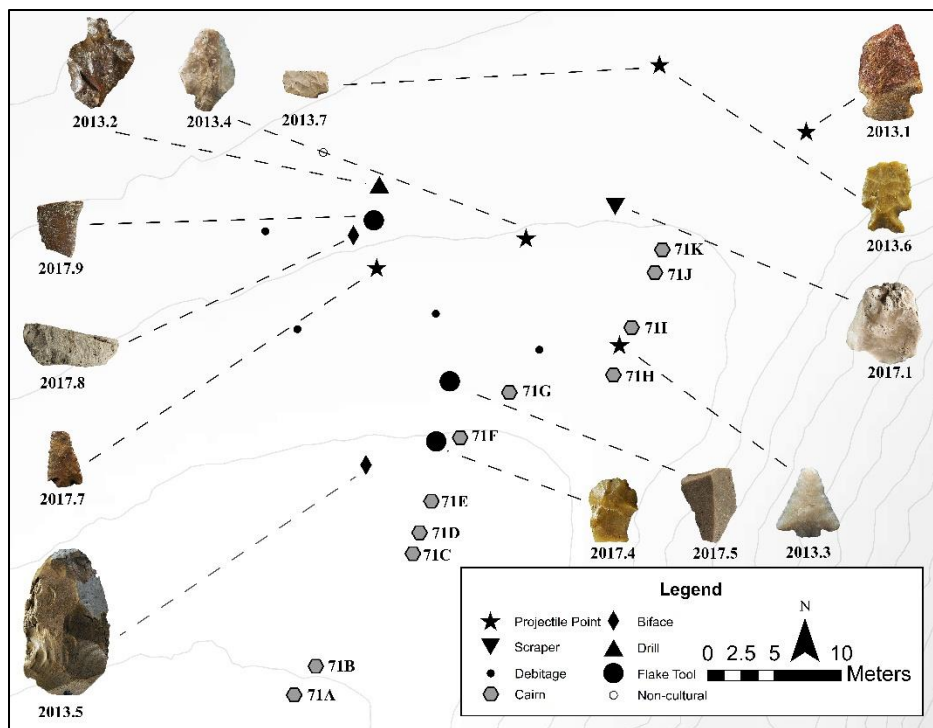 2013.2
2013.4
2013.7
2013.1
2013.6
2017.9
71K
71J
2017.1
2017.8
71I
71H
71G
71F
2017.7
71E
71D
71C
2017.4
2017.5
2013.3
2013.5
71B
71A
Legend
Projectile Point
Biface
Scraper
Drill
Debitage
Flake Tool
Cairn
Non-cultural
N
0 2.5 5 10
Meters